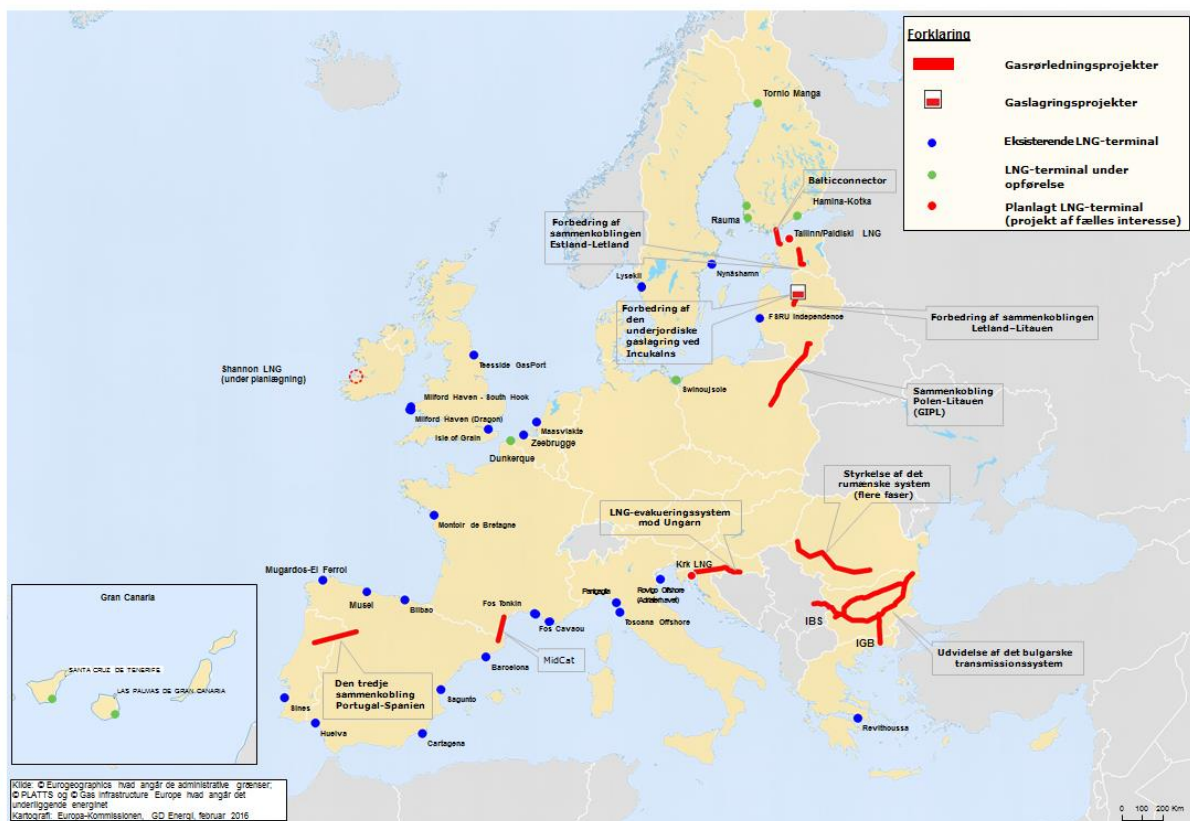 Forklaring
Gasrørledningsprojekter
Gaslagringsprojekter
Eksisterende LNG-terminal
LNG-terminal under
opførelse
Planlagt LNG-terminal
(projekt af fælles interesse)
Tornio Manga
Balticconnector
Hamina-Kotka
Rauma
Tallinn/Paldiski LNG
Forbedring af
sammenkoblingen
Estland-Letland
Nynäshamn
Lysekil
Forbedring af
den
underjordiske
gaslagring ved
Incukalns
FSRU Independence
Forbedring af sammenkoblingen
Letland–Litauen
Teesside GasPort
Shannon LNG
(under planlægning)
Swinoujscie
Sammenkobling
Polen-Litauen
(GIPL)
Milford Haven - South Hook
Milford Haven (Dragon)
Isle of Grain
Maasvlakte
Zeebrugge
Dunkerque
Styrkelse af det
rumænske system
(flere faser)
LNG-evakueringssystem
mod Ungarn
Montoir de Bretagne
Krk LNG
Mugardos-El Ferrol
Musel
Bilbao
Fos Tonkin
Fos Cavaou
Panigaglia
Rovigo Offshore
(Adriaterhavet)
Toscana Offshore
IBS
IGB
Udvidelse af det bulgarske
transmissionssystem
MidCat
Barcelona
Den tredje
sammenkobling
Portugal-Spanien
Sagunto
Sines
Huelva
Cartagena
Revithoussa
Gran Canaria
SANTA CRUZ DE TENERIFE
LAS PALMAS DE GRAN CANARIA
Kilde: © Eurogeographics hvad angår de administrative grænser;
© PLATTS og © Gas Infrastructure Europe hvad angår det
underliggende energinet
Kartografi: Europa-Kommissionen, GD Energi, februar 2016
0 100 200 Km